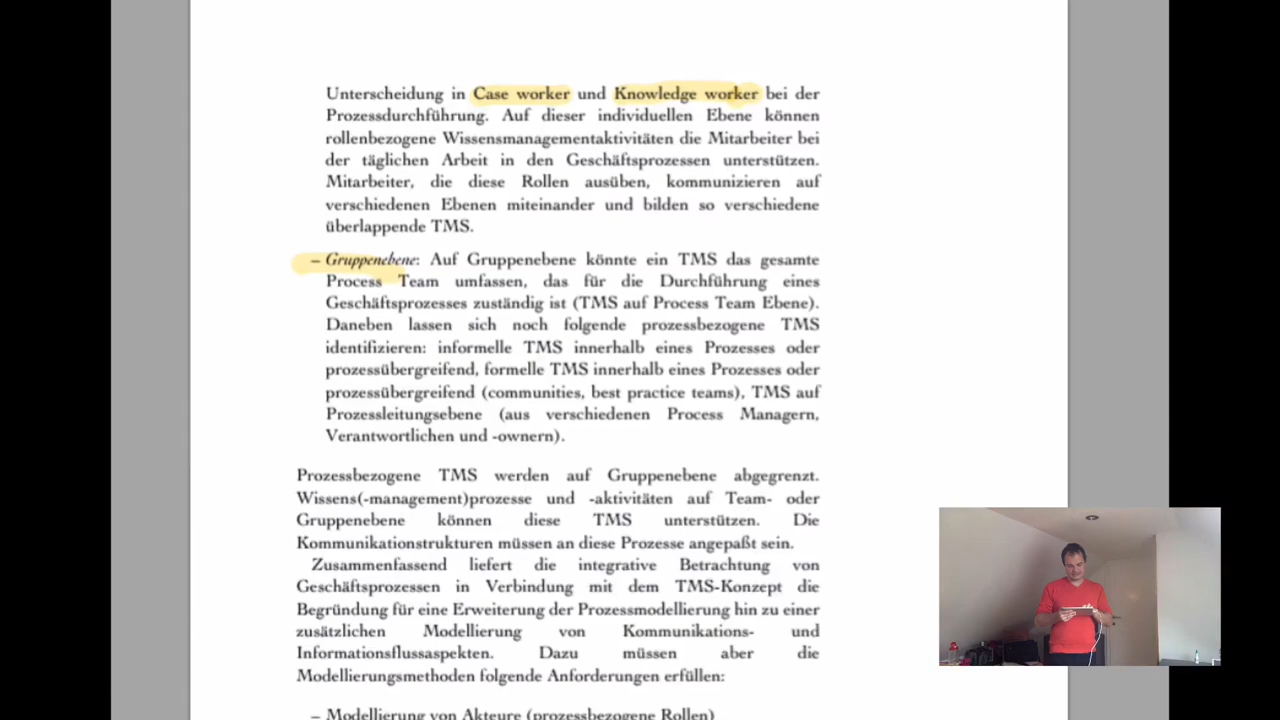 Unterscheidung in Case worker und Knowledge worker bei der
Prozessdurchführung. Auf dieser individuellen Ebene können
rollenbezogene Wissensmanagementaktivitäten die Mitarbeiter bei
der täglichen Arbeit in den Geschäftsprozessen unterstützen.
Mitarbeiter, die diese Rollen ausüben, kommunizieren auf
verschiedenen Ebenen miteinander und bilden so verschiedene
überlappende TMS.
– Gruppenebene: Auf Gruppenebene könnte ein TMS das gesamte
Process Team umfassen, das für die Durchführung eines
Geschäftsprozesses zuständig ist (TMS auf Process Team Ebene).
Daneben lassen sich noch folgende prozessbezogene TMS
identifizieren: informelle TMS innerhalb eines Prozesses oder
prozessübergreifend, formelle TMS innerhalb eines Prozesses oder
prozessübergreifend (communities, best practice teams), TMS auf
Prozessleitungsebene (aus verschiedenen Process Managern,
Verantwortlichen und -ownern).
Prozessbezogene TMS werden auf Gruppenebene abgegrenzt.
Wissens(-management)prozesse und -aktivitäten auf Team- oder
Gruppenebene können diese TMS unterstützen. Die
Kommunikationstrukturen müssen an diese Prozesse angepaßt sein.
Zusammenfassend liefert die integrative Betrachtung von
Geschäftsprozessen in Verbindung mit dem TMS-Konzept die
Begründung für eine Erweiterung der Prozessmodellierung hin zu einer
zusätzlichen Modellierung von Kommunikations- und
Informationsflussaspekten. Dazu müssen aber die
Modellierungsmethoden folgende Anforderungen erfüllen:
– Modellierung von Akteure (prozessbezogene Rollen)